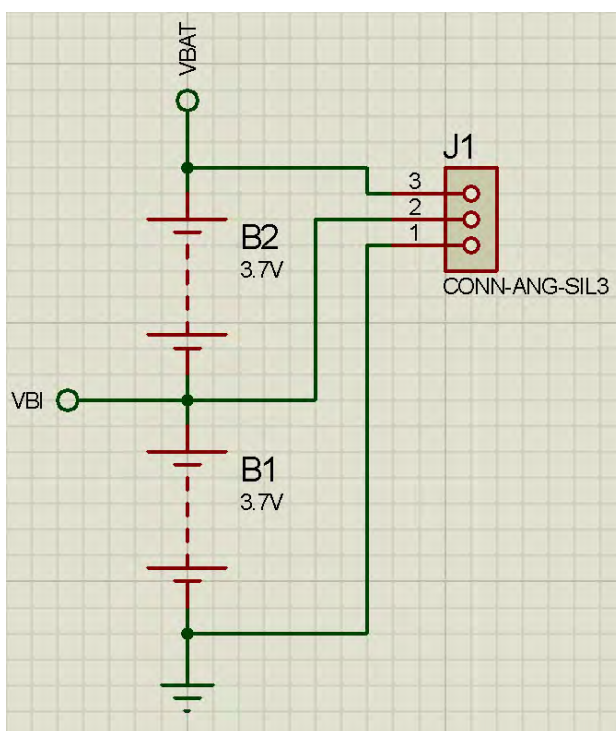 VBAT
J1
3
2
1
CONN-ANG-SIL3
B2
3.7V
VBI
B1
3.7V